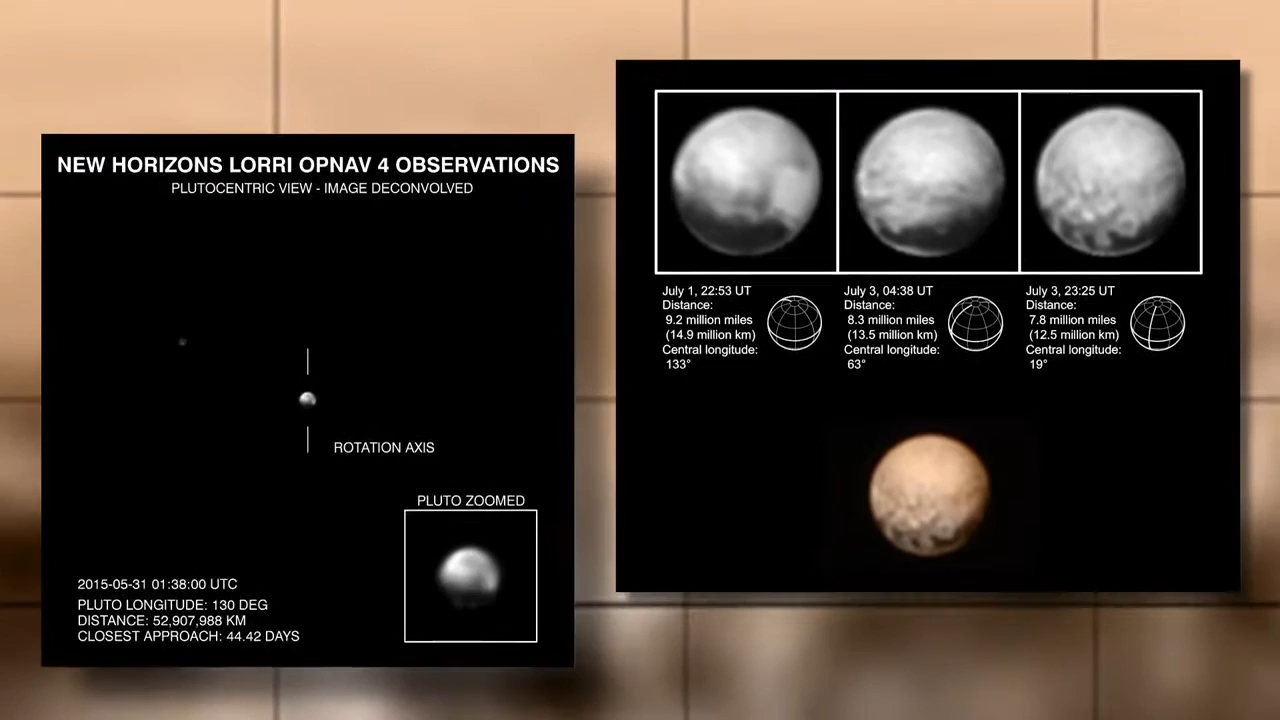 NEW HORIZONS LORRI OPNAV 4 OBSERVATIONS
PLUTOCENTRIC VIEW - IMAGE DECONVOLVED
ROTATION AXIS
PLUTO ZOOMED
2015-05-31 01:38:00 UTC
PLUTO LONGITUDE: 130 DEG
DISTANCE: 52,907,988 KM
CLOSEST APPROACH: 44.42 DAYS
July 1, 22:53 UT
Distance:
9.2 million miles
(14.9 million km)
Central longitude:
133°
July 3, 04:38 UT
Distance:
8.3 million miles
(13.5 million km)
Central longitude:
63°
July 3, 23:25 UT
Distance:
7.8 million miles
(12.5 million km)
Central longitude:
19°